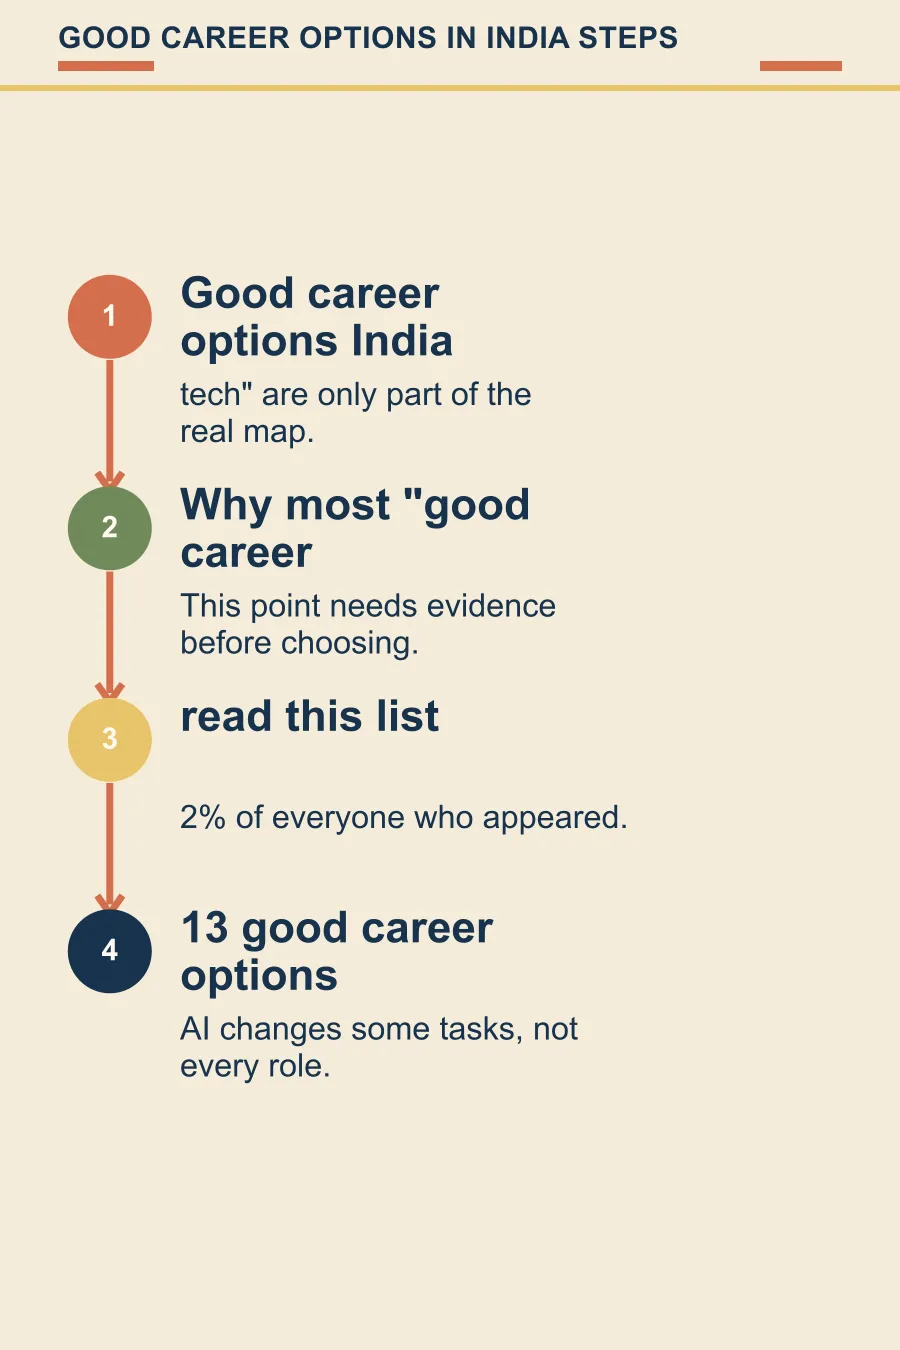 GOOD CAREER OPTIONS IN INDIA STEPS
1
Good career
options India
tech" are only part of the
real map.
2
Why most "good
career
This point needs evidence
before choosing.
3
read this list
2% of everyone who appeared.
4
13 good career
options
AI changes some tasks, not
every role.